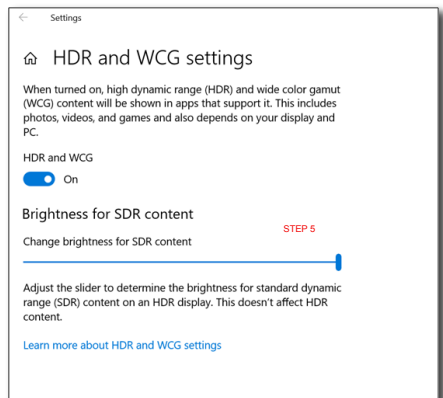 Settings
HDR and WCG settings
When turned on, high dynamic range (HDR) and wide color gamut
(WCG) content will be shown in apps that support it. This includes
photos, videos, and games and also depends on your display and
PC.
HDR and WCG
On
Brightness for SDR content
STEP 5
Change brightness for SDR content
Adjust the slider to determine the brightness for standard dynamic
range (SDR) content on an HDR display. This doesn't affect HDR
content.
Learn more about HDR and WCG settings